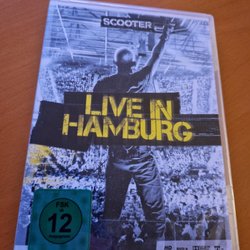 SCOOTER
LIVE IN
HAMBURG
FSK
12